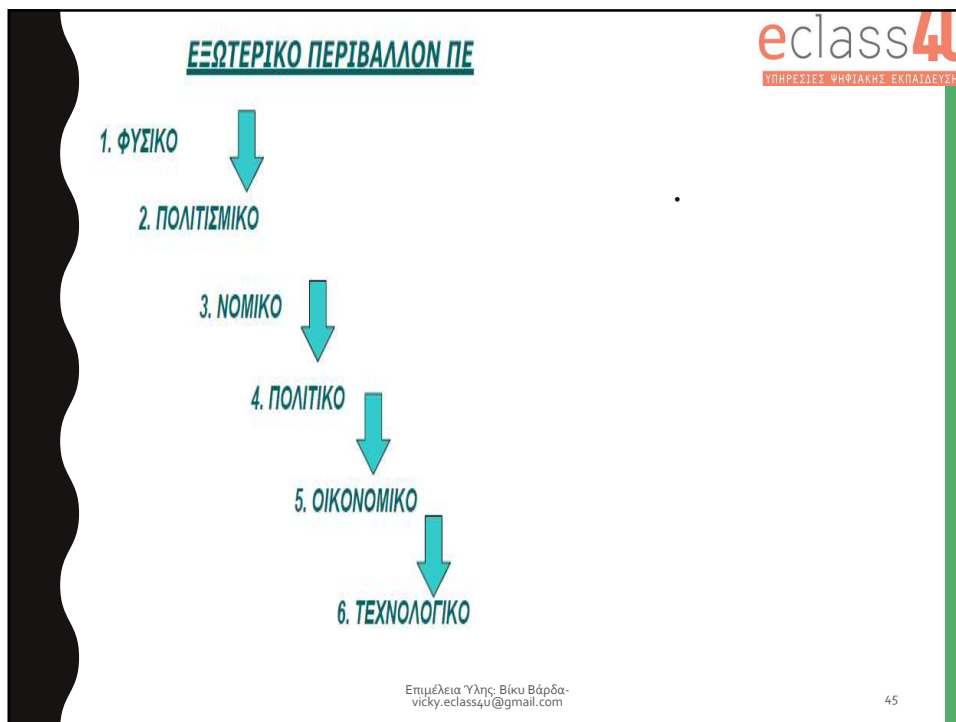 ΕΞΩΤΕΡΙΚΟ ΠΕΡΙΒΑΛΛΟΝ ΠΕ
eclass4U
ΥΠΗΡΕΣΙΕΣ ΨΗΦΙΑΚΗΣ ΕΚΠΑΙΔΕΥΣΗ
1. ΦΥΣΙΚΟ
.
2. ΠΟΛΙΤΙΣΜΙΚΟ
3. ΝΟΜΙΚΟ
4. ΠΟΛΙΤΙΚΟ
5. ΟΙΚΟΝΟΜΙΚΟ
6. ΤΕΧΝΟΛΟΓΙΚΟ
Επιμέλεια Ύλης: Βίκυ Βάρδα-
vicky.eclass4u@gmail.com
45